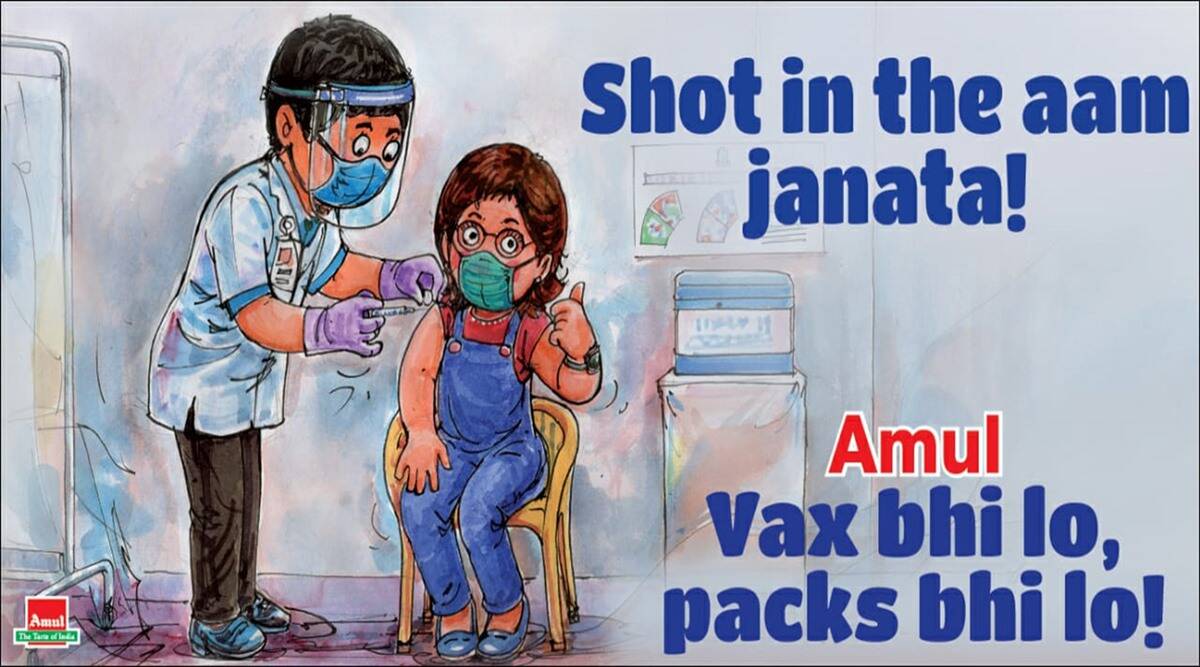 Shot in the aam
janata!
Amul
Vax bhi lo,
packs bhi lo!
Amul
The Taste of India